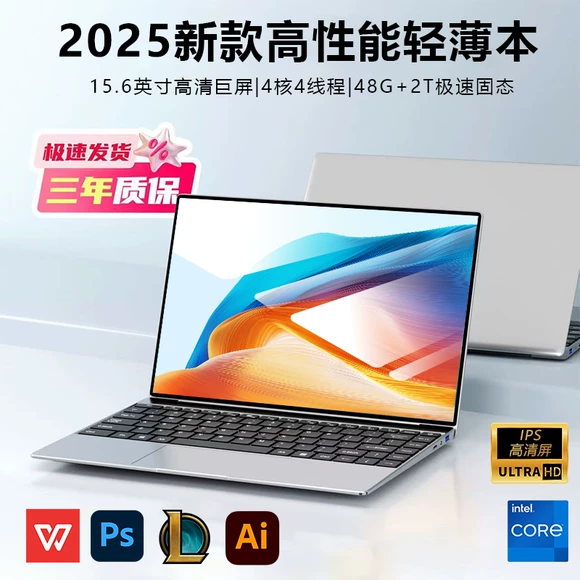 2025新款高性能轻薄本
15.6英寸高清巨屏|4核4线程|48G+2T极速固态
极速发货 %
三年质保
IPS
高清屏
ULTRA HD
W Ps L Ai
intel
CORE